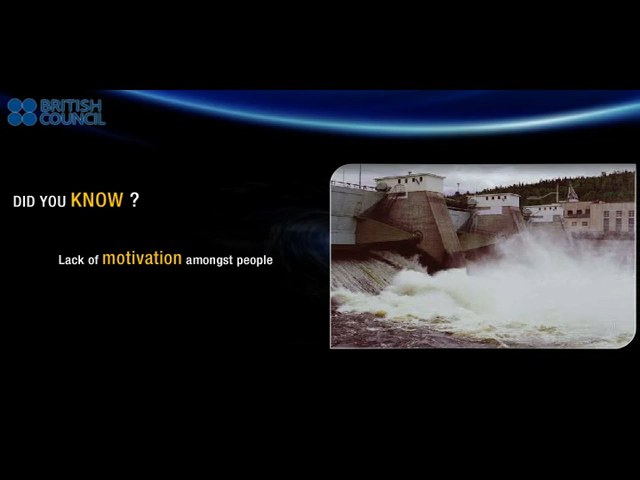 BRITISH
COUNCIL
DID YOU KNOW ?
Lack of motivation amongst people